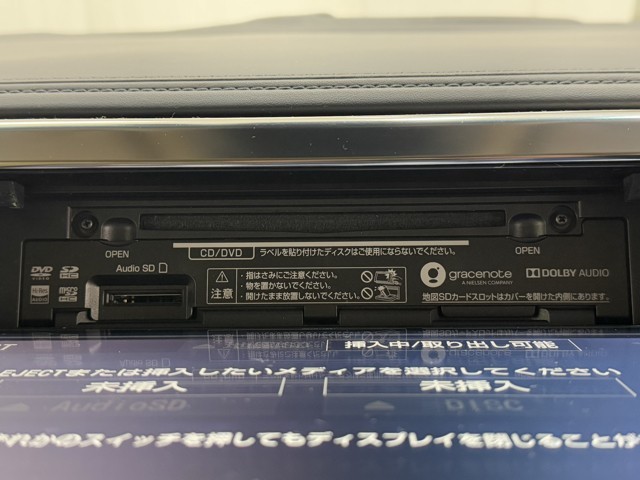 OPEN
OPEN
CD/DVD ラベルを貼り付けたディスクはご使用にならないでください。
Audio SD
DVD
VIDEO
SD
HC
Hi-Res
AUDIO
micro
SD
HC
注意
・指はさみにご注意ください。
・物を置かないでください。
・開けたまま放置しないでください。
gracenote
A NIELSEN COMPANY
DOLBY AUDIO
地図SDカードスロットはカバーを開けた内側にあります。
挿入中/取り出し可能
EJECTまたは挿入したいメディアを選択してください
未挿入
未挿入
AudioSD
DISC
かのスイッチを押してもディスプレイを閉じること